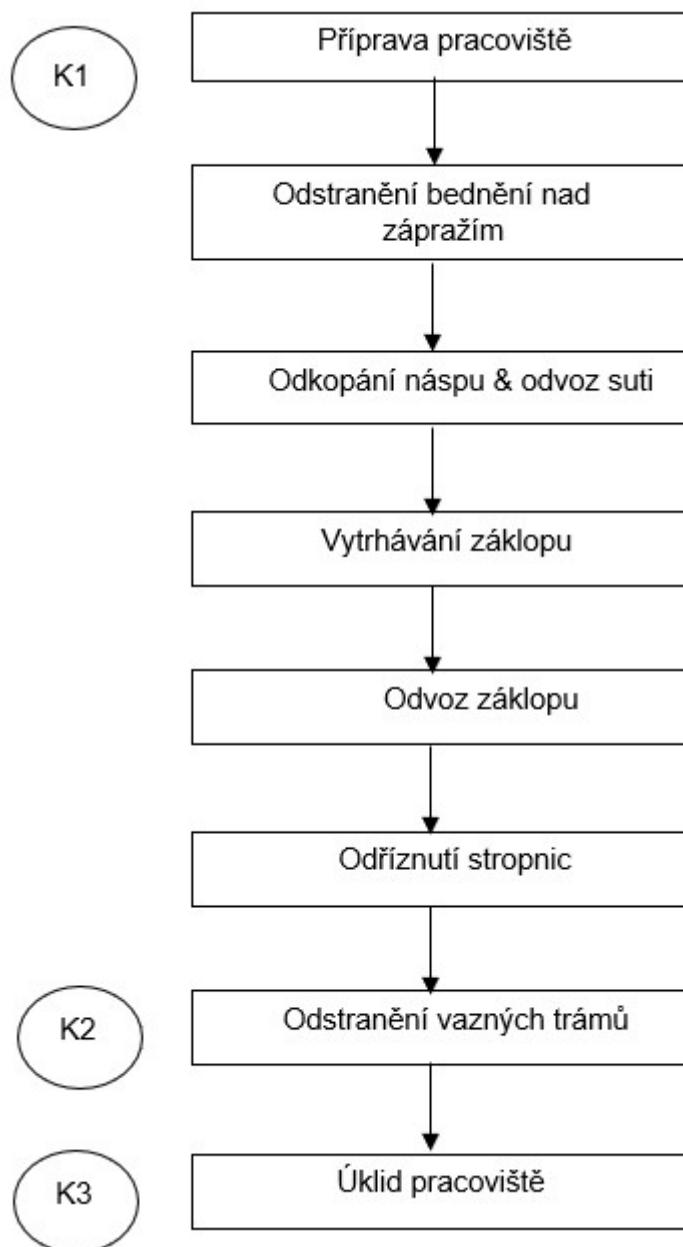 K1
Příprava pracoviště
Odstranění bednění nad
zápražím
Odkopání náspu & odvoz suti
Vytrhávání záklopu
Odvoz záklopu
Odříznutí stropnic
K2
Odstranění vazných trámů
K3
Úklid pracoviště